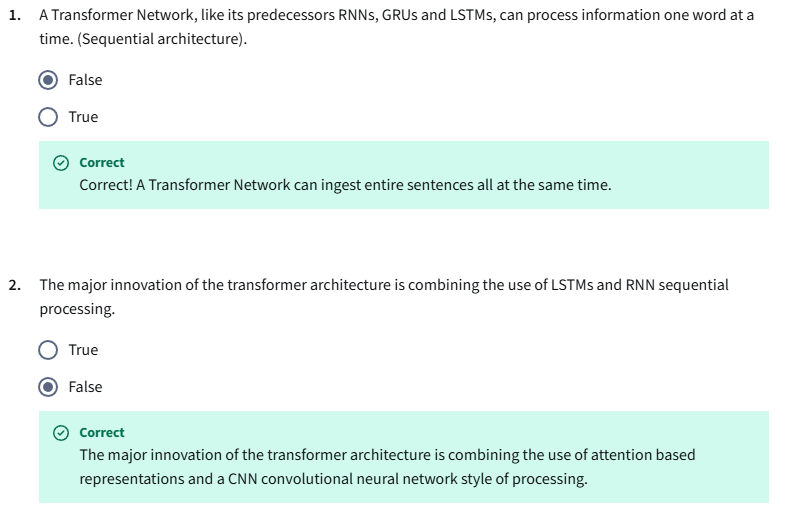 1. A Transformer Network, like its predecessors RNNs, GRUs and LSTMs, can process information one word at a
time. (Sequential architecture).
False
True
Correct
Correct! A Transformer Network can ingest entire sentences all at the same time.
2. The major innovation of the transformer architecture is combining the use of LSTMs and RNN sequential
processing.
True
False
Correct
The major innovation of the transformer architecture is combining the use of attention based
representations and a CNN convolutional neural network style of processing.